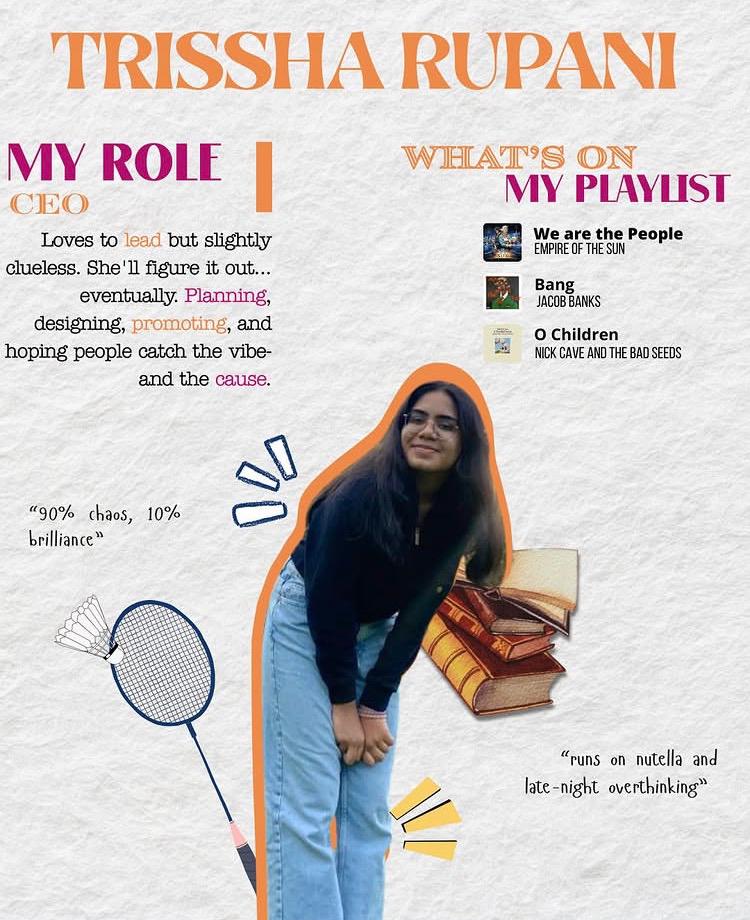 TRISSHA RUPANI
MY ROLE
CEO
Loves to lead but slightly
clueless. She'll figure it out...
eventually. Planning,
designing, promoting, and
hoping people catch the vibe-
and the cause.
WHAT'S ON
MY PLAYLIST
We are the People
EMPIRE OF THE SUN
Bang
JACOB BANKS
O Children
NICK CAVE AND THE BAD SEEDS
“90% chaos, 10%
brilliance”
“runs on nutella and
late-night overthinking”